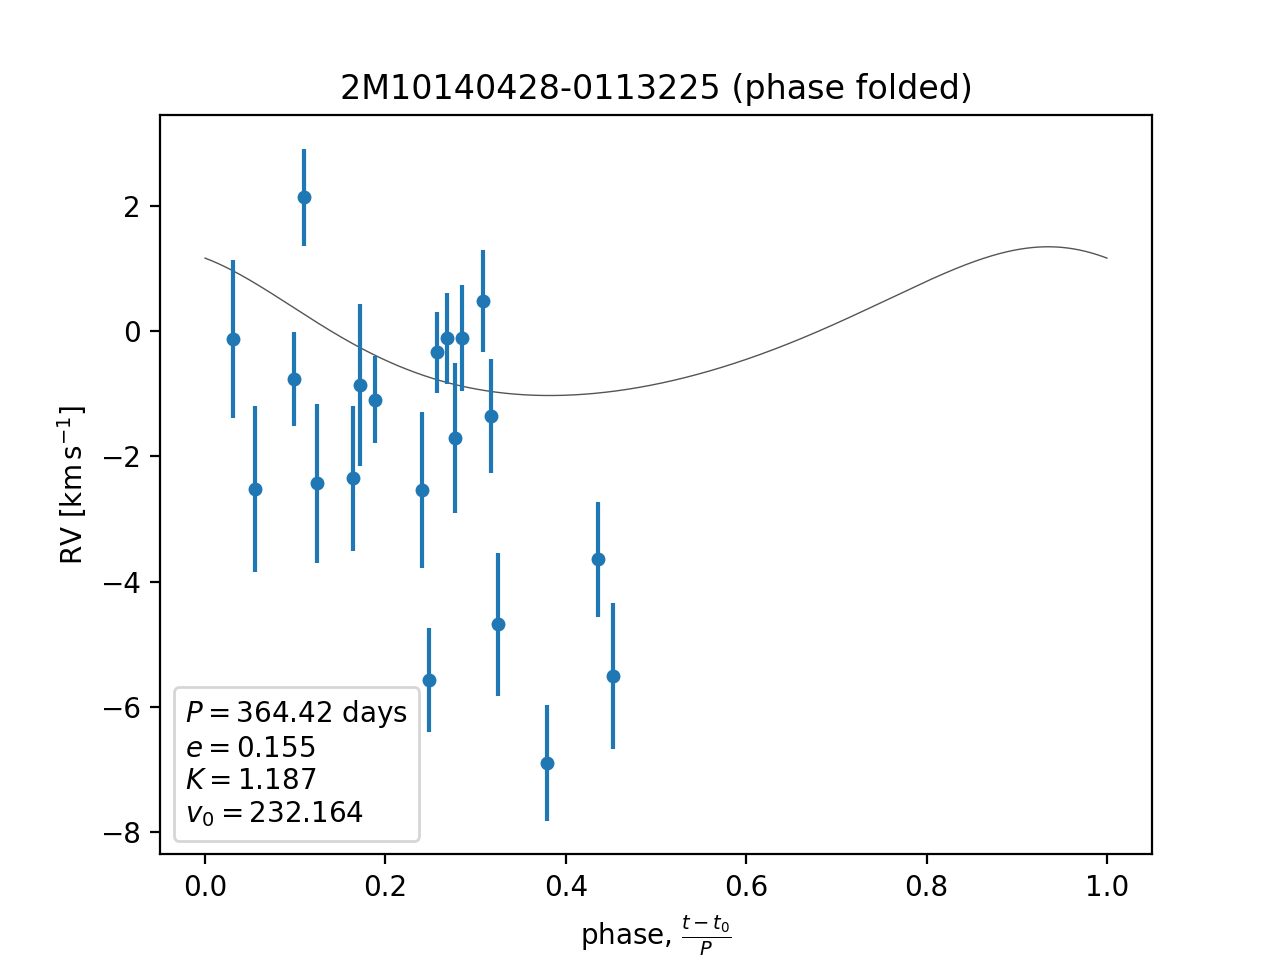 2M10140428-0113225 (phase folded)
RV [km s⁻¹]
2
0
−2
−4
−6
−8
P = 364.42 days
e = 0.155
K = 1.187
v₀ = 232.164
0.0 0.2 0.4 0.6 0.8 1.0
phase, (t − t₀)/P